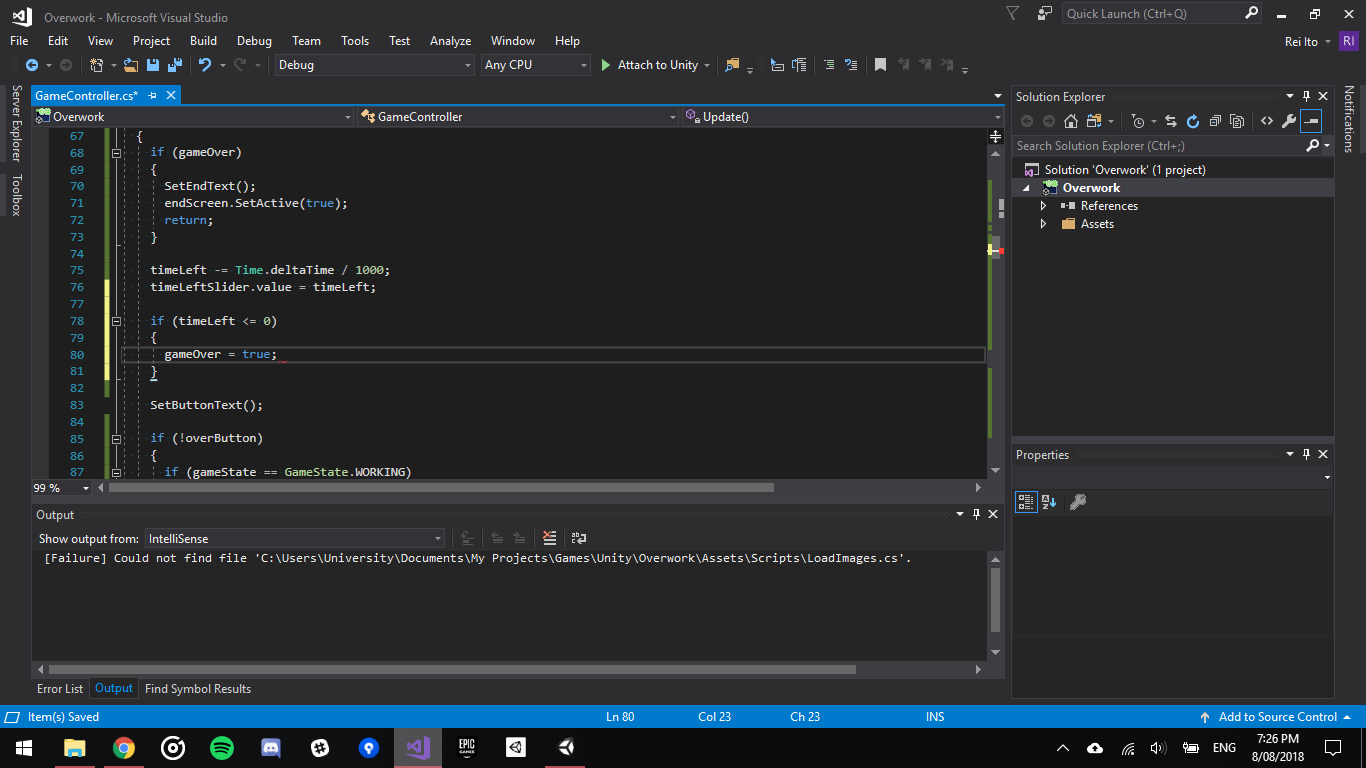 Overwork - Microsoft Visual Studio
Quick Launch (Ctrl+Q)
File Edit View Project Build Debug Team Tools Test Analyze Window Help
Rei Ito RI
Debug Any CPU Attach to Unity
Server Explorer
Toolbox
GameController.cs*
Overwork GameController Update()
67 {
68 if (gameOver)
69 {
70 SetEndText();
71 endScreen.SetActive(true);
72 return;
73 }
74
75 timeLeft -= Time.deltaTime / 1000;
76 timeLeftSlider.value = timeLeft;
77
78 if (timeLeft <= 0)
79 {
80 gameOver = true;
81 }
82
83 SetButtonText();
84
85 if (!overButton)
86 {
87 if (gameState == GameState.WORKING)
99 %
Output
Show output from: IntelliSense
[Failure] Could not find file 'C:\Users\University\Documents\My Projects\Games\Unity\Overwork\Assets\Scripts\LoadImages.cs'.
Error List Output Find Symbol Results
Solution Explorer
Search Solution Explorer (Ctrl+;)
Solution 'Overwork' (1 project)
Overwork
References
Assets
Properties
Notifications
Item(s) Saved Ln 80 Col 23 Ch 23 INS Add to Source Control
EPIC GAMES
ENG
7:26 PM
8/08/2018